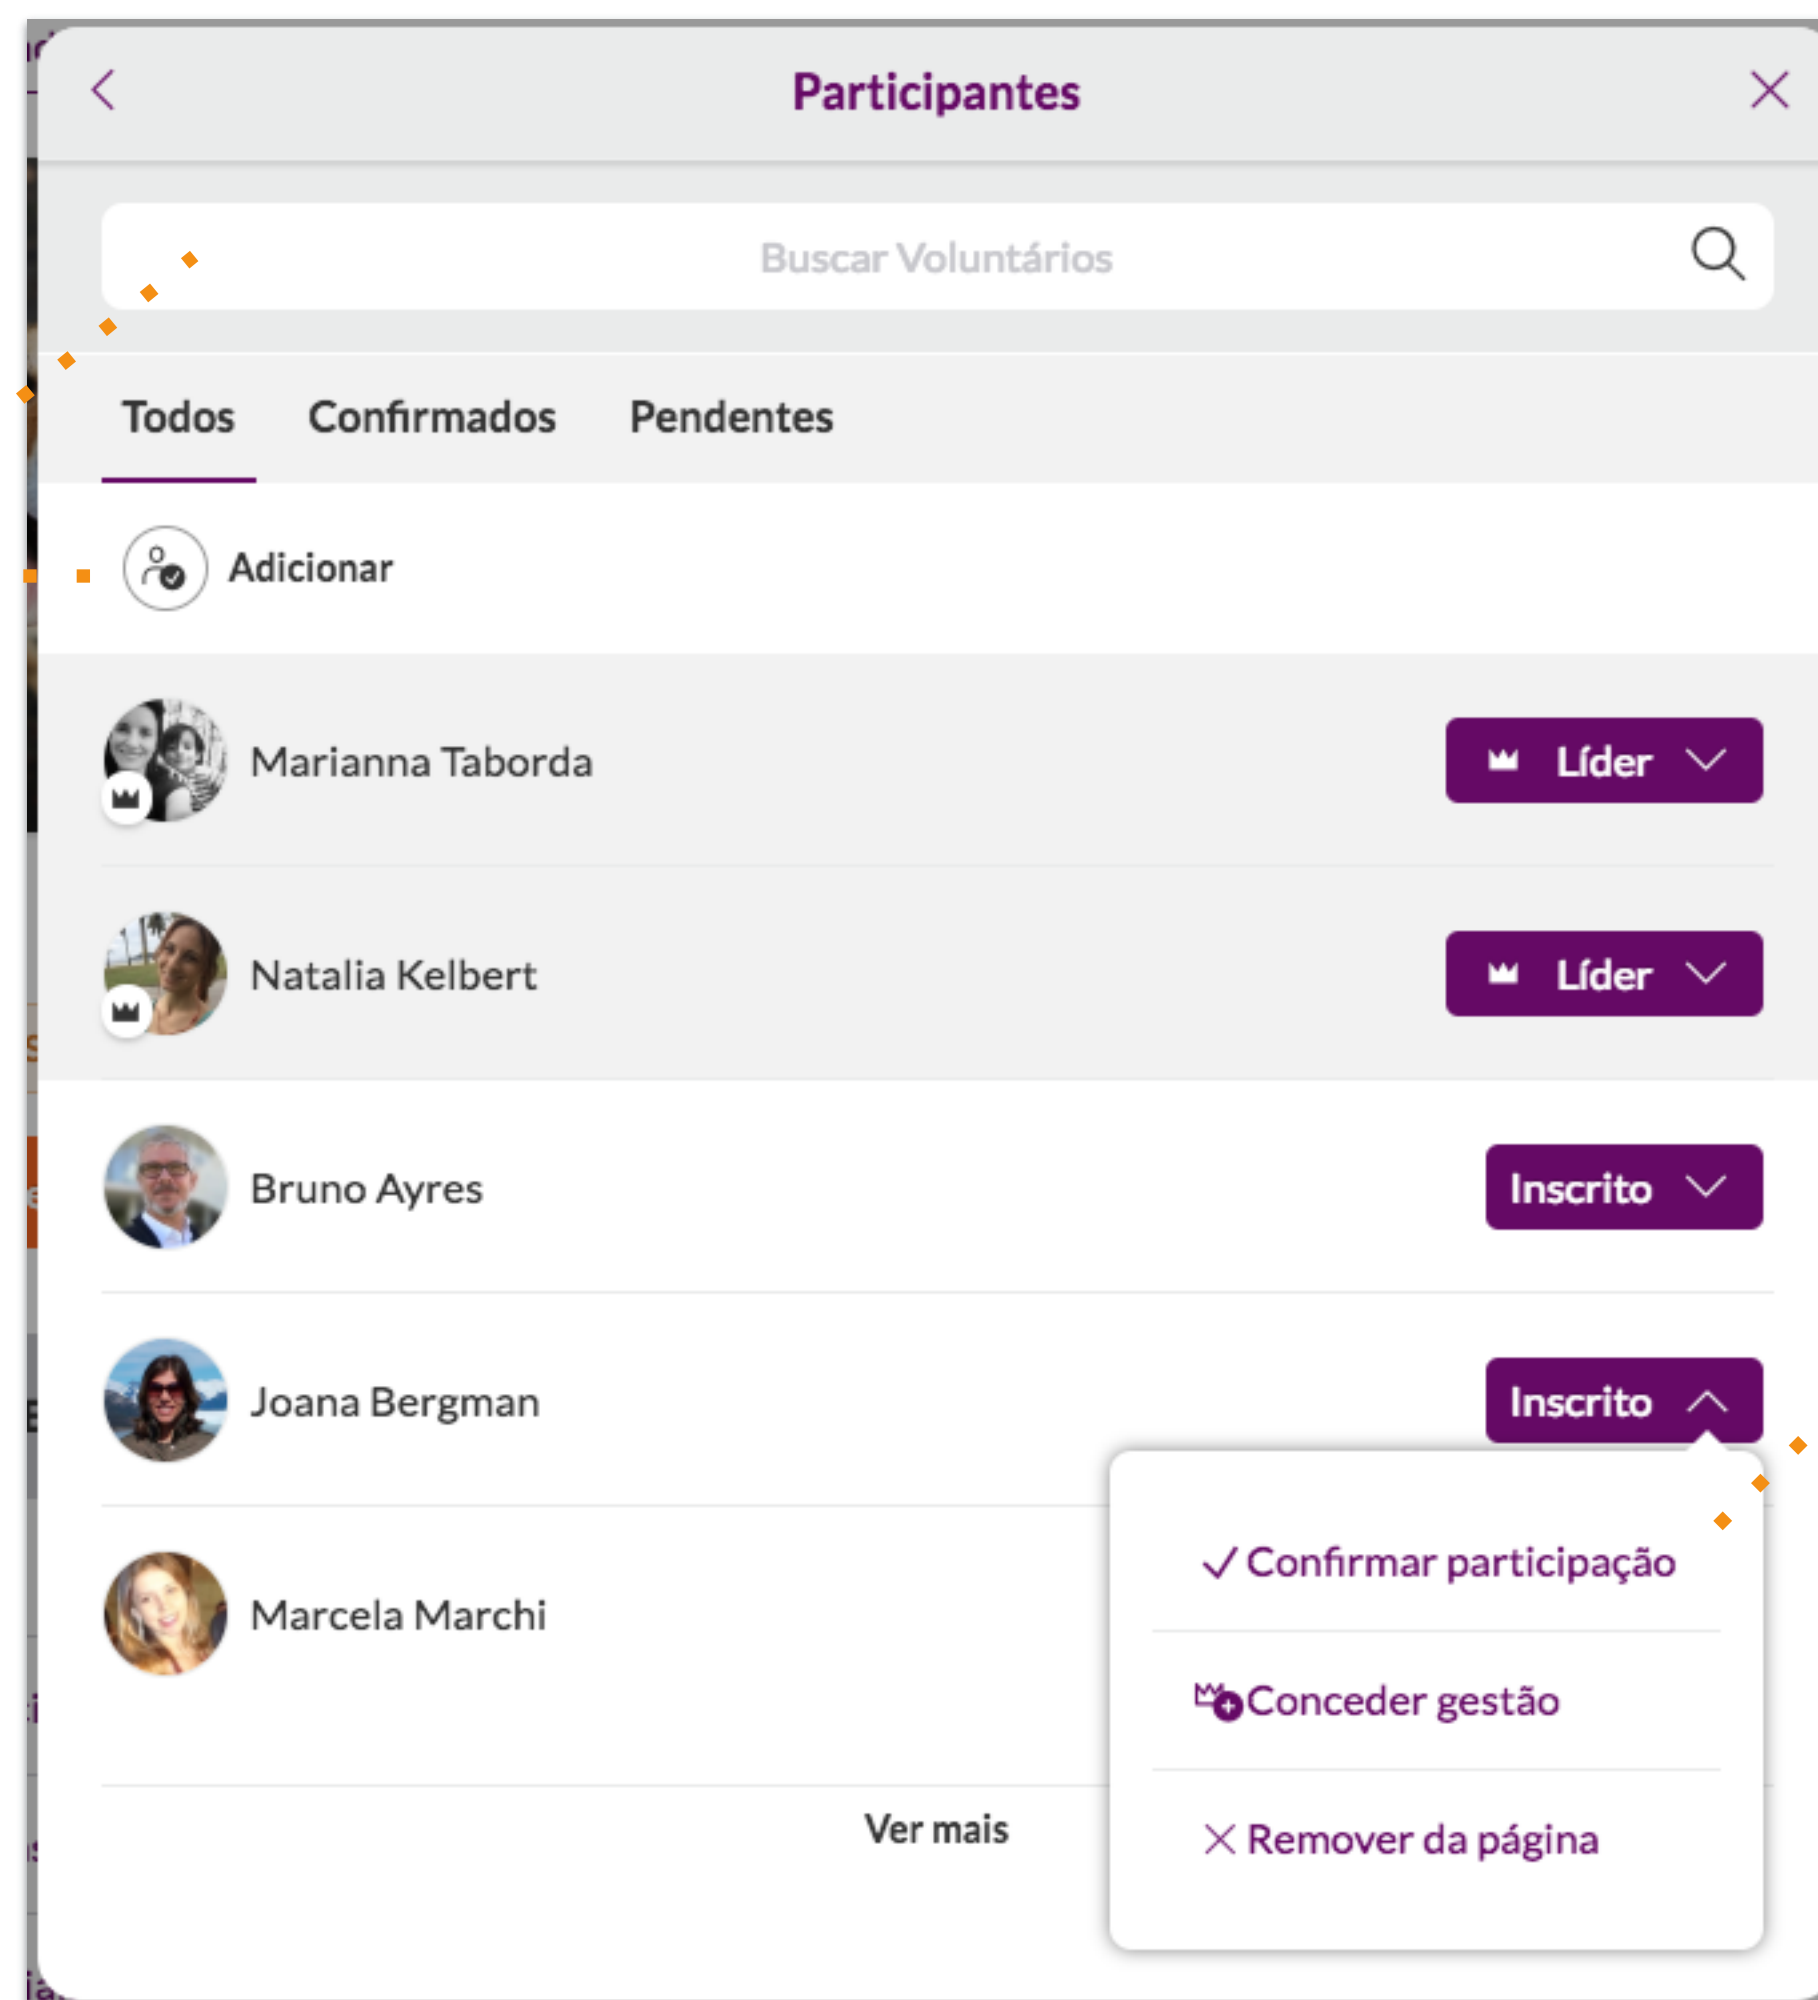 Participantes
Buscar Voluntários
Todos Confirmados Pendentes
Adicionar
Marianna Taborda Líder
Natalia Kelbert Líder
Bruno Ayres Inscrito
Joana Bergman Inscrito
Confirmar participação
Marcela Marchi
Conceder gestão
Ver mais
Remover da página